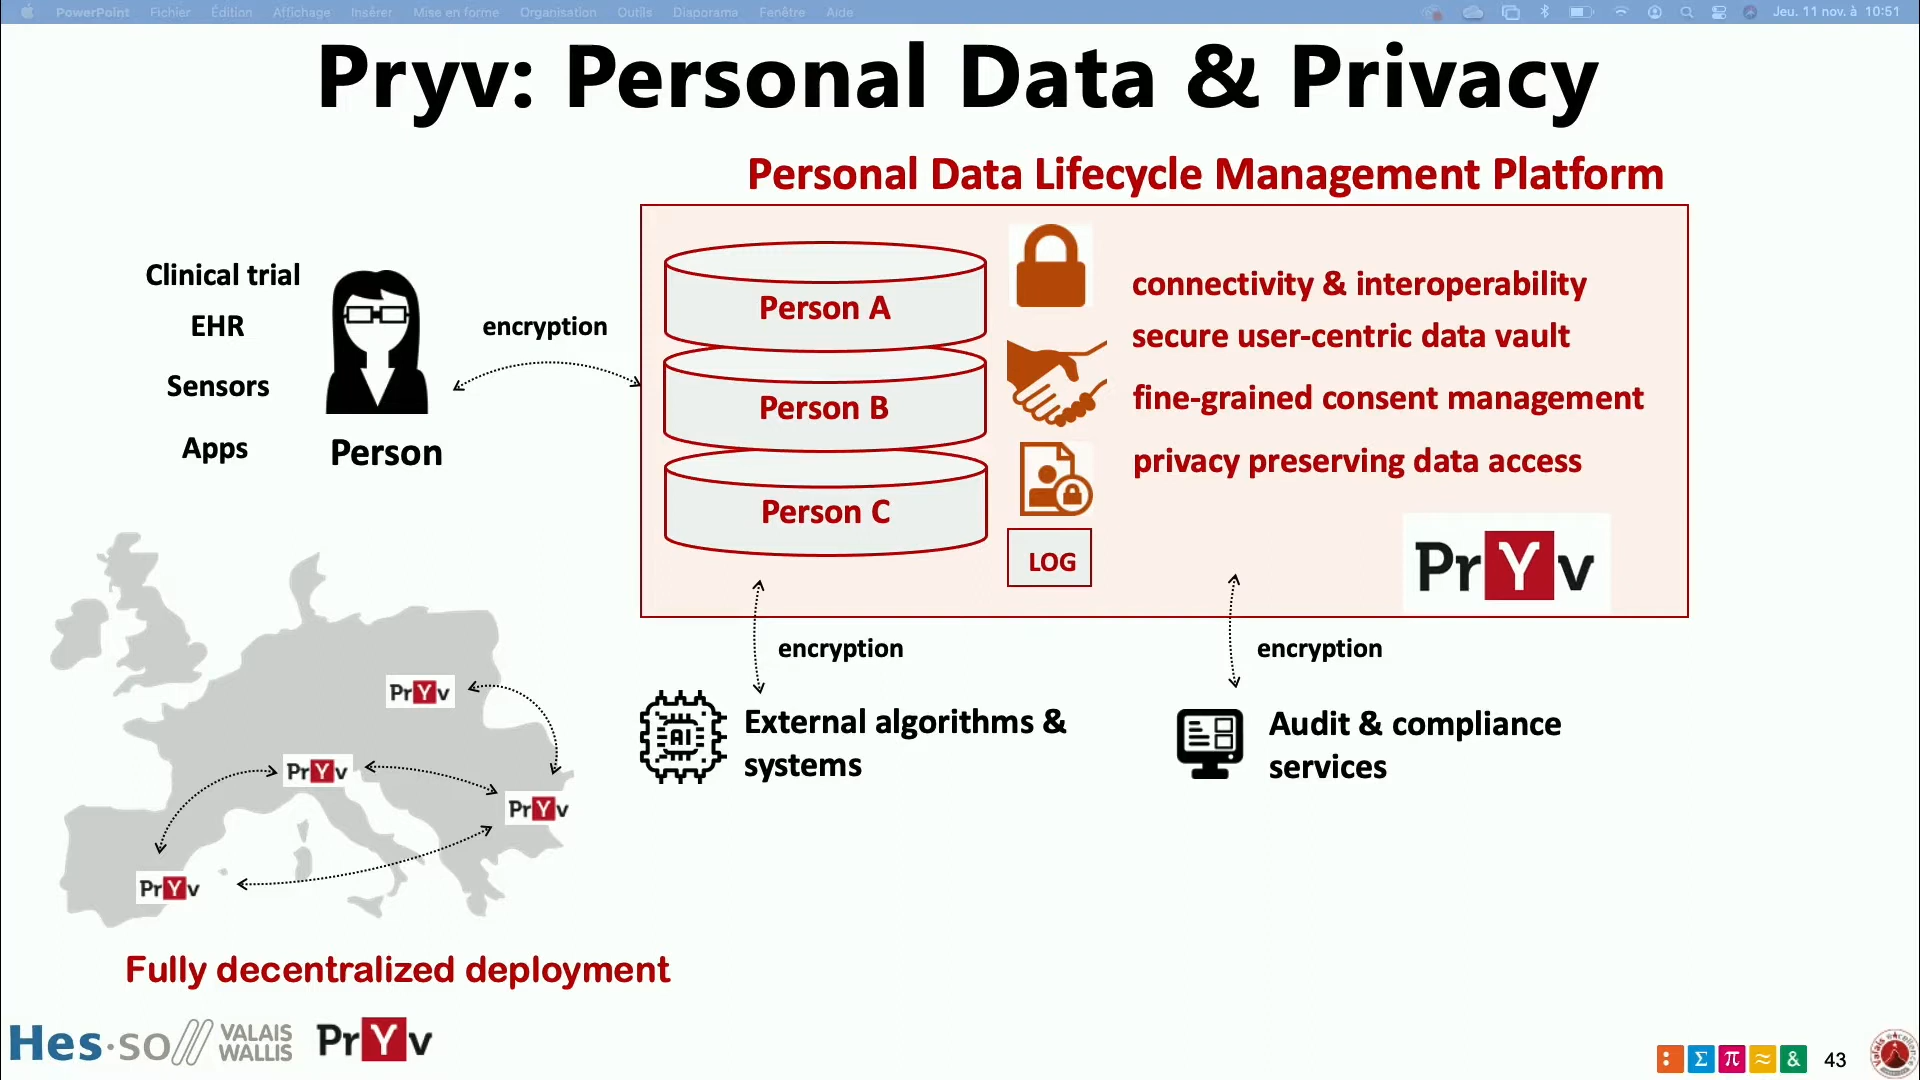 PowerPoint Fichier Édition Affichage Insérer Mise en forme Organisation Outils Diaporama Fenêtre Aide Jeu. 11 nov. à 10:51
Pryv: Personal Data & Privacy
Personal Data Lifecycle Management Platform
Clinical trial
EHR
Sensors
Apps
Person
encryption
Person A
Person B
Person C
LOG
connectivity & interoperability
secure user-centric data vault
fine-grained consent management
privacy preserving data access
PrYv
encryption
encryption
AI
External algorithms &
systems
Audit & compliance
services
PrYv
PrYv
PrYv
PrYv
Fully decentralized deployment
Hes·so VALAIS
WALLIS
PrYv
: Σ π ≈ &
43